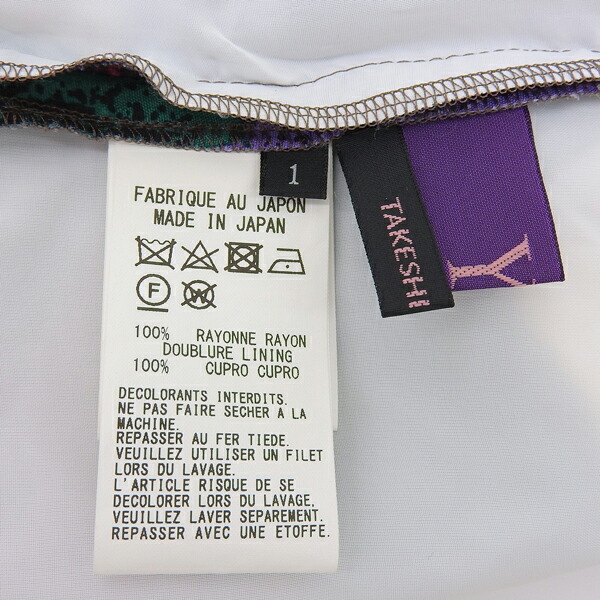 1
FABRIQUE AU JAPON
MADE IN JAPAN
F
W
100% RAYONNE RAYON
DOUBLURE LINING
100% CUPRO CUPRO
DECOLORANTS INTERDITS.
NE PAS FAIRE SECHER A LA
MACHINE.
REPASSER AU FER TIEDE.
VEUILLEZ UTILISER UN FILET
LORS DU LAVAGE.
L'ARTICLE RISQUE DE SE
DECOLORER LORS DU LAVAGE,
VEUILLEZ LAVER SEPAREMENT.
REPASSER AVEC UNE ETOFFE.
TAKESHI
Y